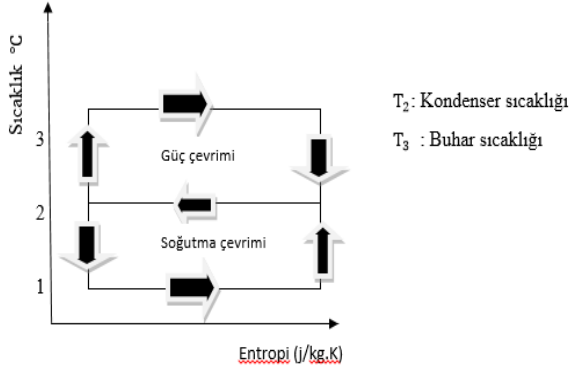 Sıcaklık °C
3
2
1
Güç çevrimi
Soğutma çevrimi
Entropi (j/kg.K)
T₂: Kondenser sıcaklığı
T₃ : Buhar sıcaklığı